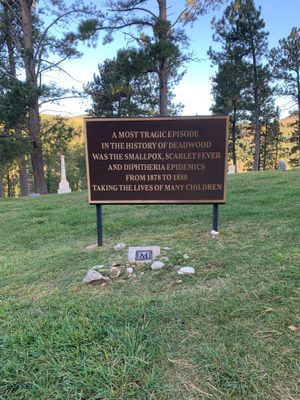 A MOST TRAGIC EPISODE
IN THE HISTORY OF DEADWOOD
WAS THE SMALLPOX, SCARLET FEVER
AND DIPHTHERIA EPIDEMICS
FROM 1878 TO 1880
TAKING THE LIVES OF MANY CHILDREN
M